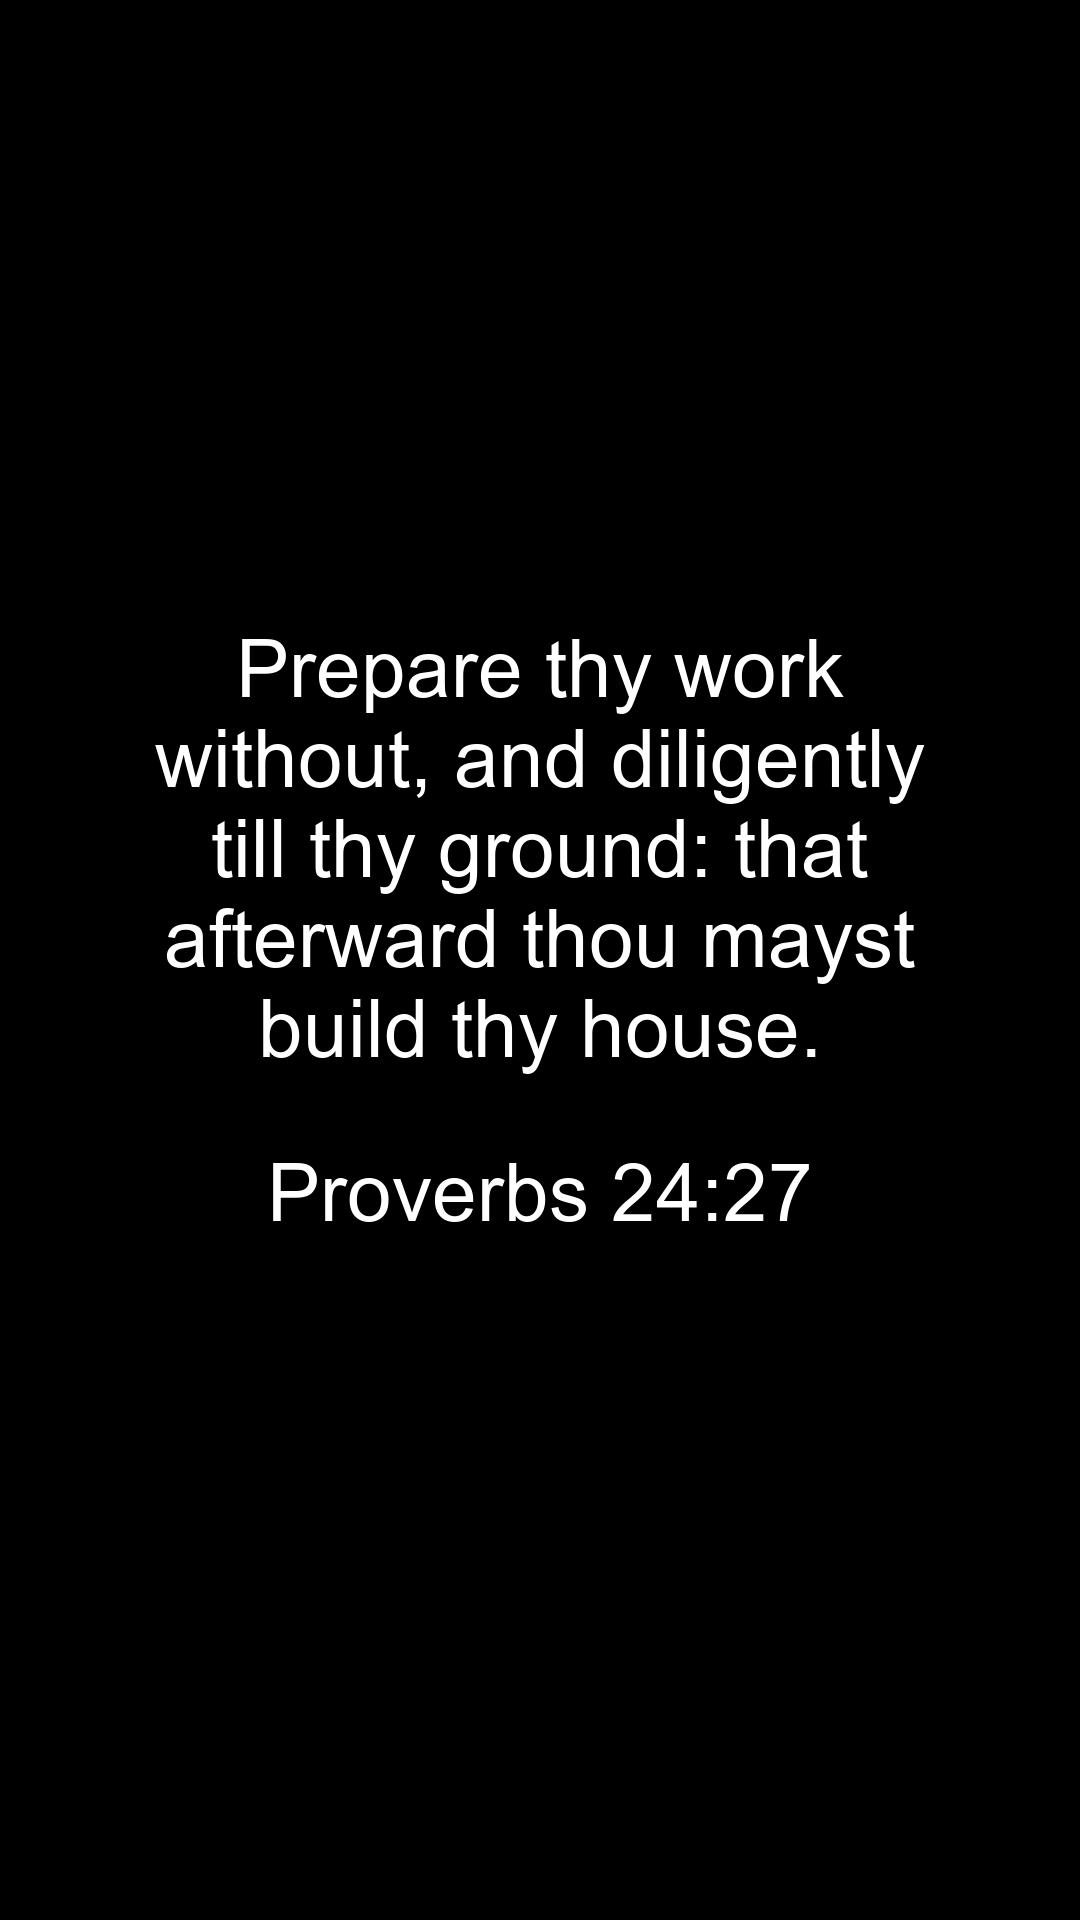 Prepare thy work
without, and diligently
till thy ground: that
afterward thou mayst
build thy house.
Proverbs 24:27